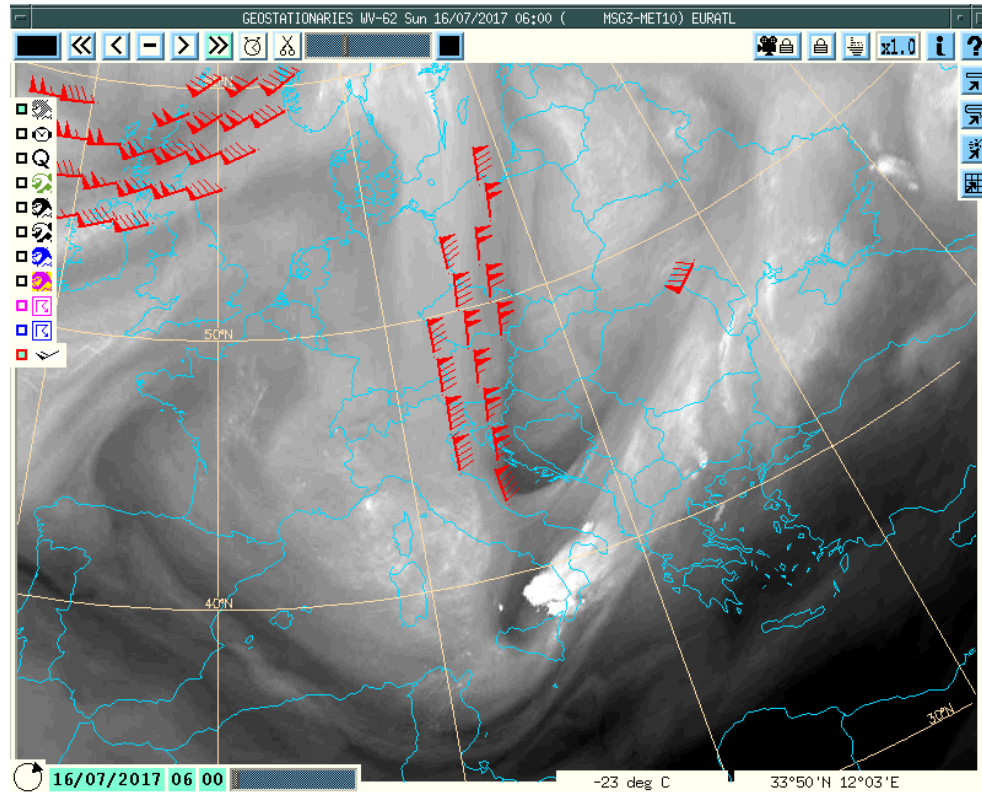 GEOSTATIONARIES WV-62 Sun 16/07/2017 06:00 ( MSG3-MET10) EURATL
x1.0 i ?
Q
50°N
40°N
30°N
16/07/2017 06 00
-23 deg C 33°50'N 12°03'E